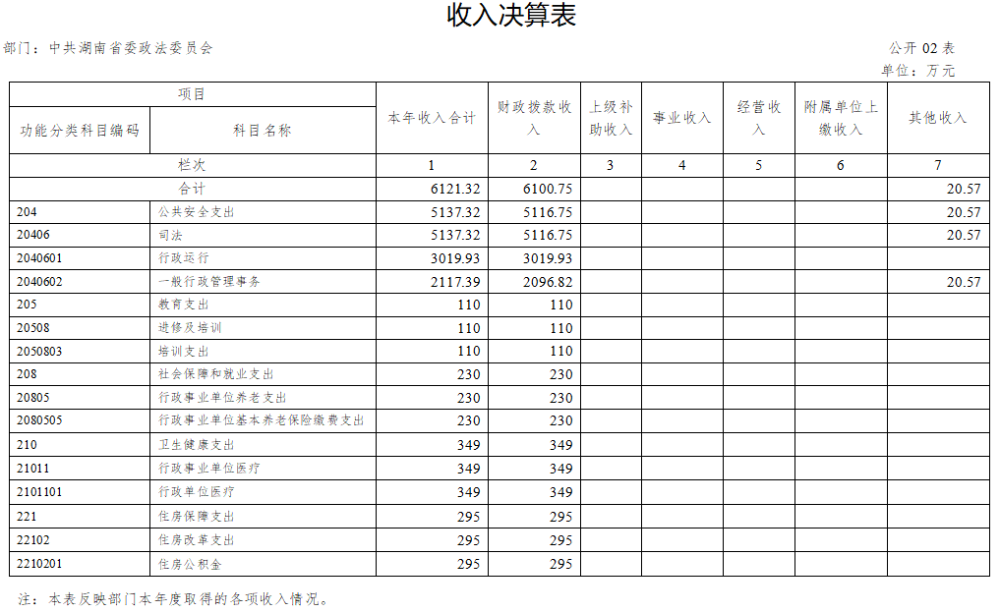 收入决算表
部门：中共湖南省委政法委员会 公开 02 表
单位：万元
项目 本年收入合计 财政拨款收入 上级补助收入 事业收入 经营收入 附属单位上缴收入 其他收入
功能分类科目编码 科目名称
栏次 1 2 3 4 5 6 7
合计 6121.32 6100.75 20.57
204 公共安全支出 5137.32 5116.75 20.57
20406 司法 5137.32 5116.75 20.57
2040601 行政运行 3019.93 3019.93
2040602 一般行政管理事务 2117.39 2096.82 20.57
205 教育支出 110 110
20508 进修及培训 110 110
2050803 培训支出 110 110
208 社会保障和就业支出 230 230
20805 行政事业单位养老支出 230 230
2080505 行政事业单位基本养老保险缴费支出 230 230
210 卫生健康支出 349 349
21011 行政事业单位医疗 349 349
2101101 行政单位医疗 349 349
221 住房保障支出 295 295
22102 住房改革支出 295 295
2210201 住房公积金 295 295
注：本表反映部门本年度取得的各项收入情况。